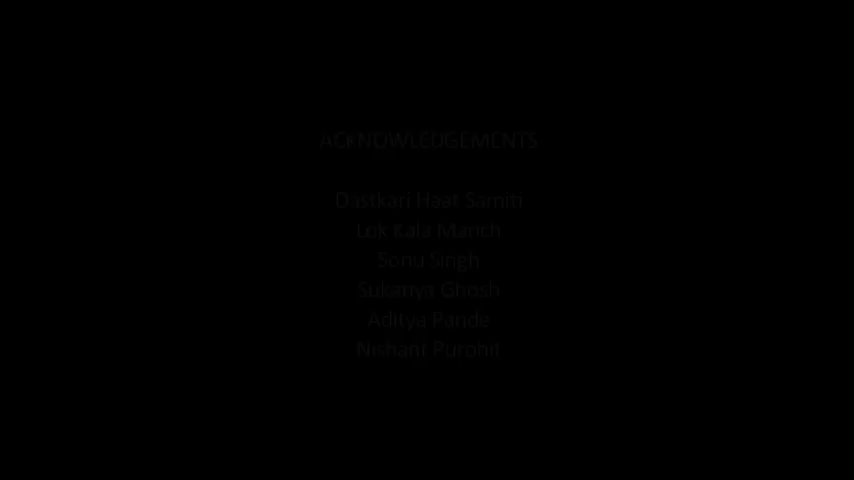 ACKNOWLEDGEMENTS
Dastkari Haat Samiti
Lok Kala Manch
Sonu Singh
Sukanya Ghosh
Aditya Pande
Nishant Purohit